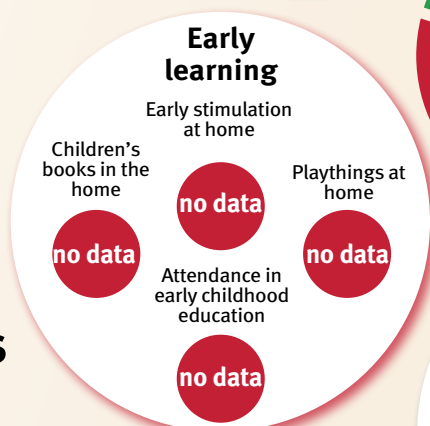 Early
learning
Early stimulation
at home
Children's
books in the
home
Playthings at
home
no data
no data
no data
Attendance in
early childhood
education
no data
s